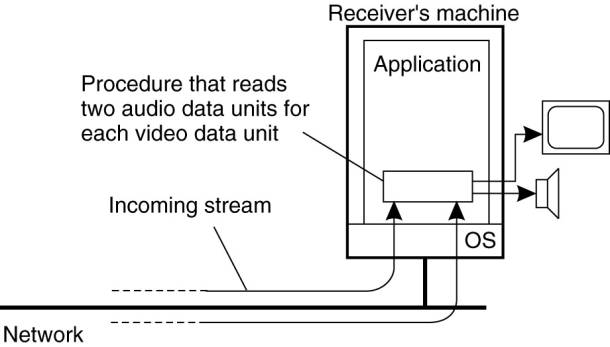 Receiver's machine
Application
Procedure that reads
two audio data units for
each video data unit
Incoming stream
OS
Network